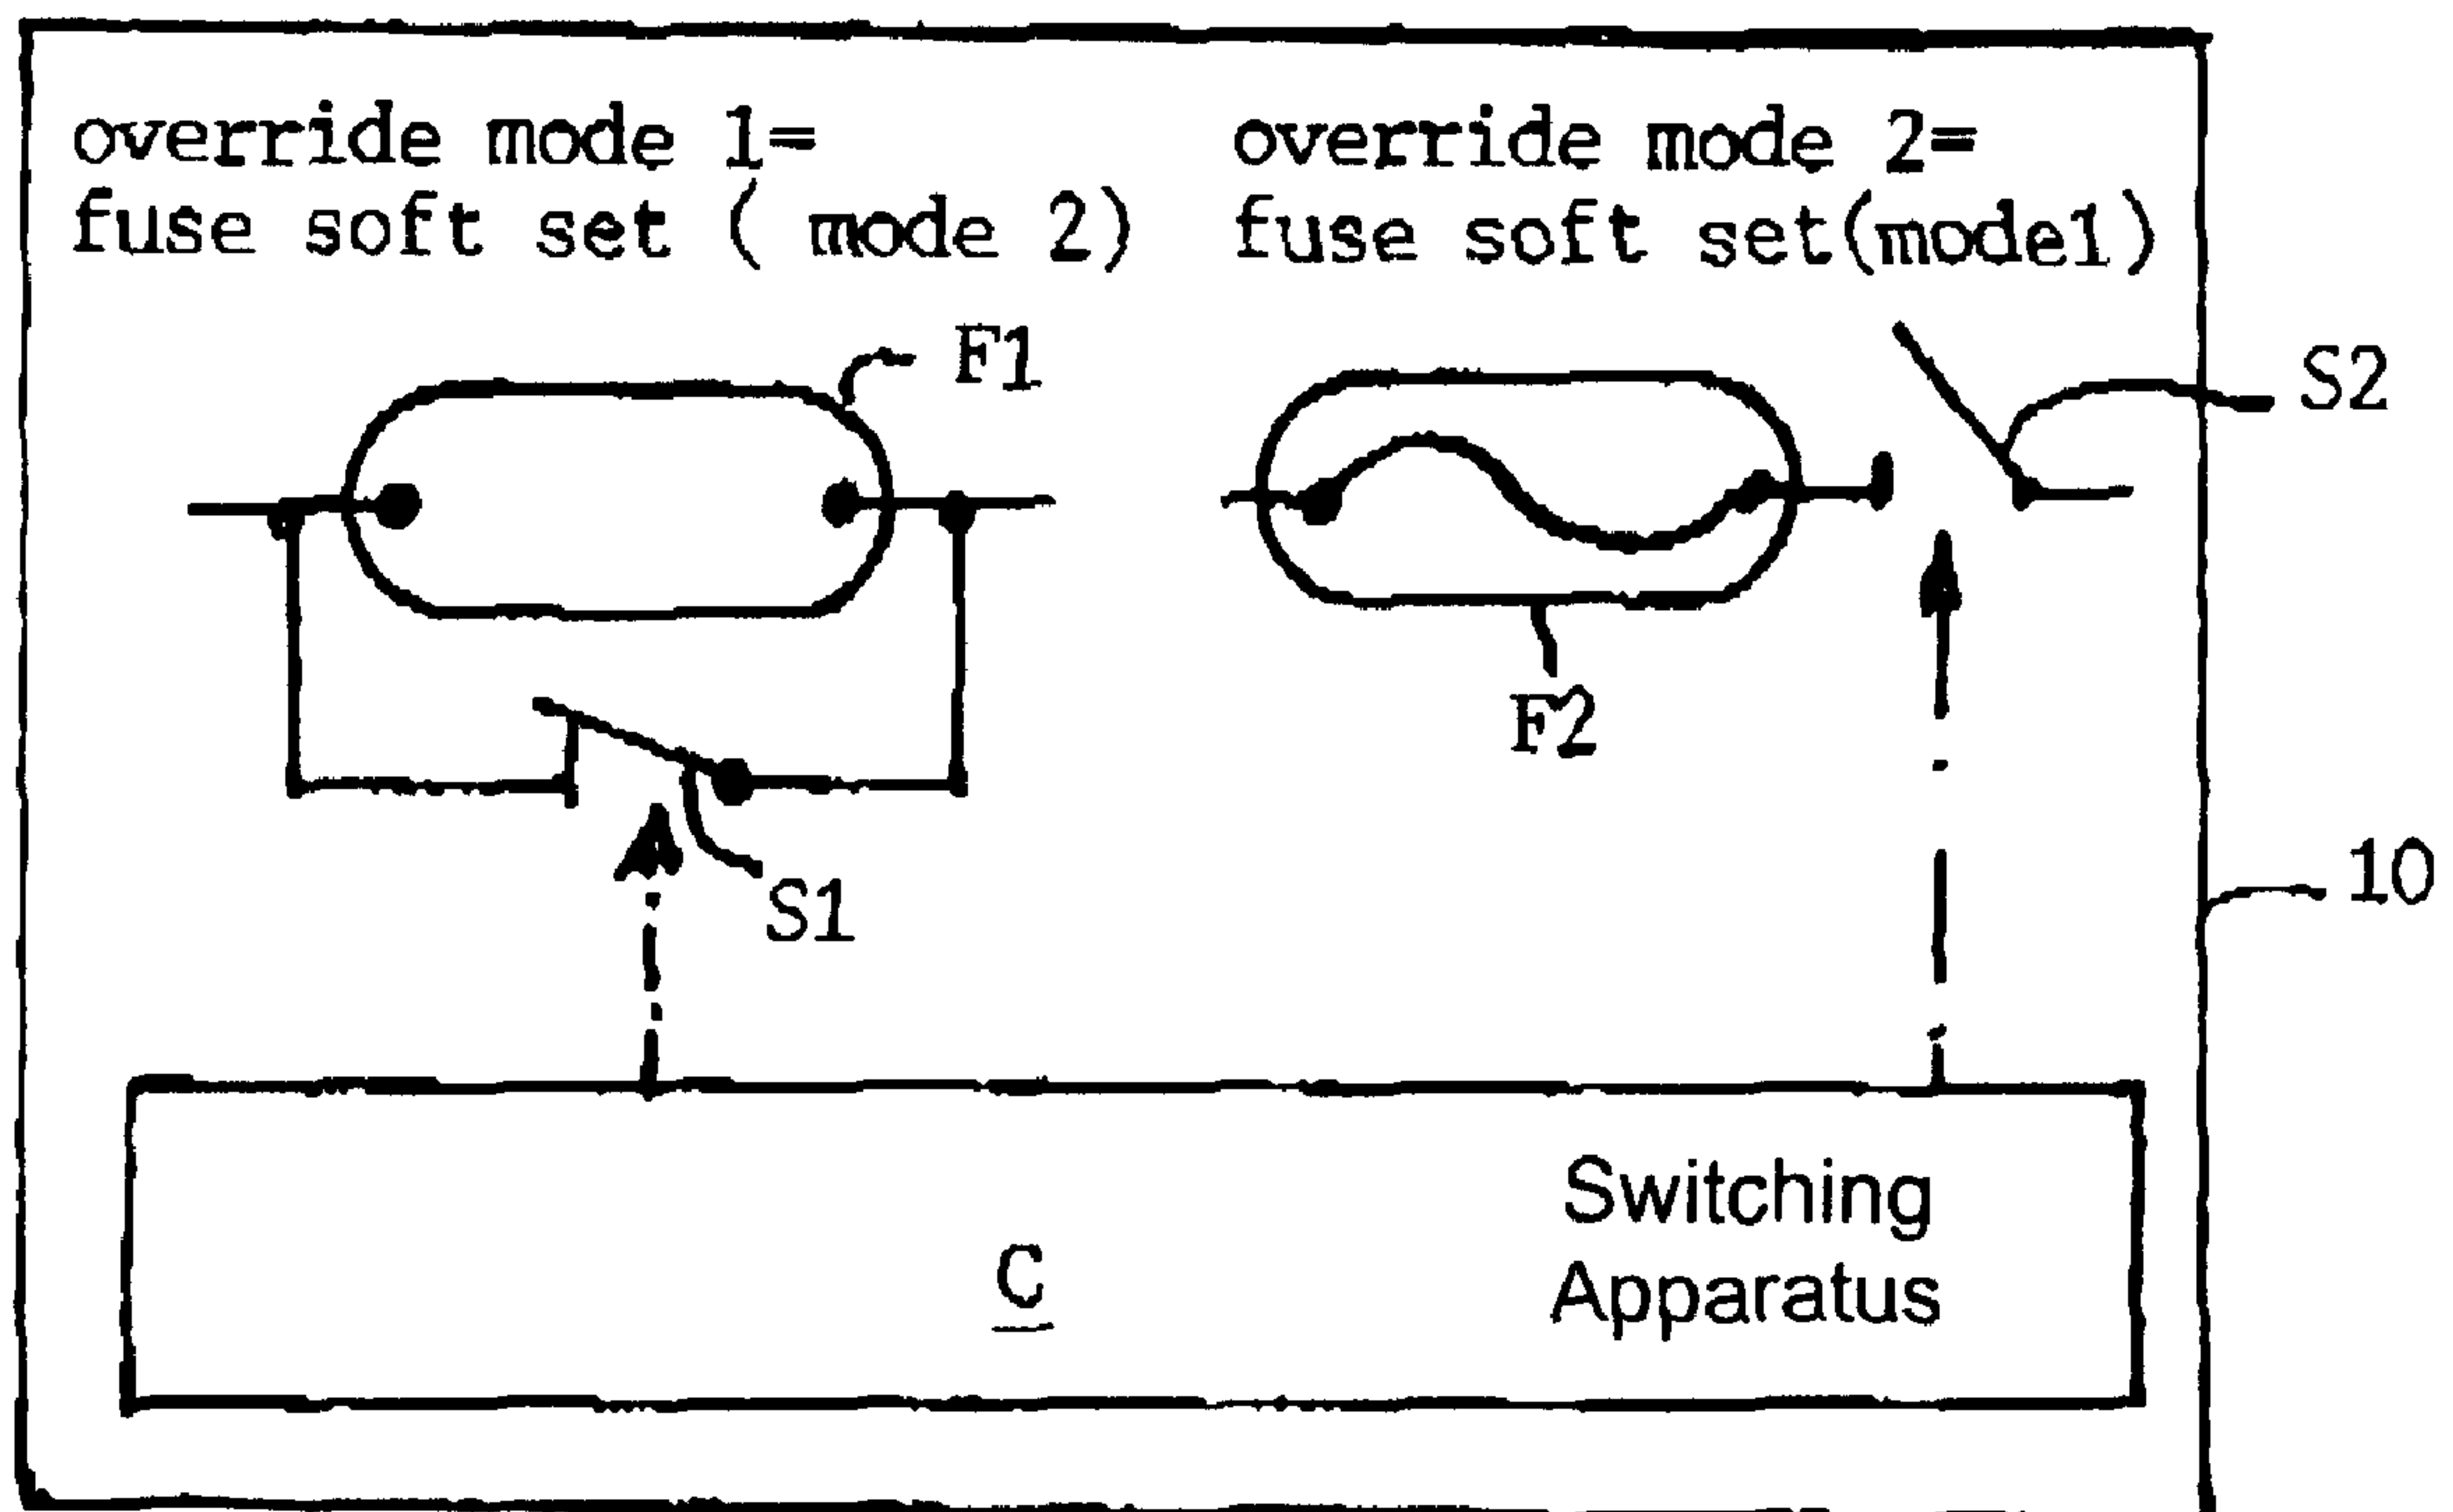 override mode 1=
fuse soft set ( mode 2)
override mode 2=
fuse soft set(mode1)
F1
S2
F2
S1
10
C
Switching
Apparatus